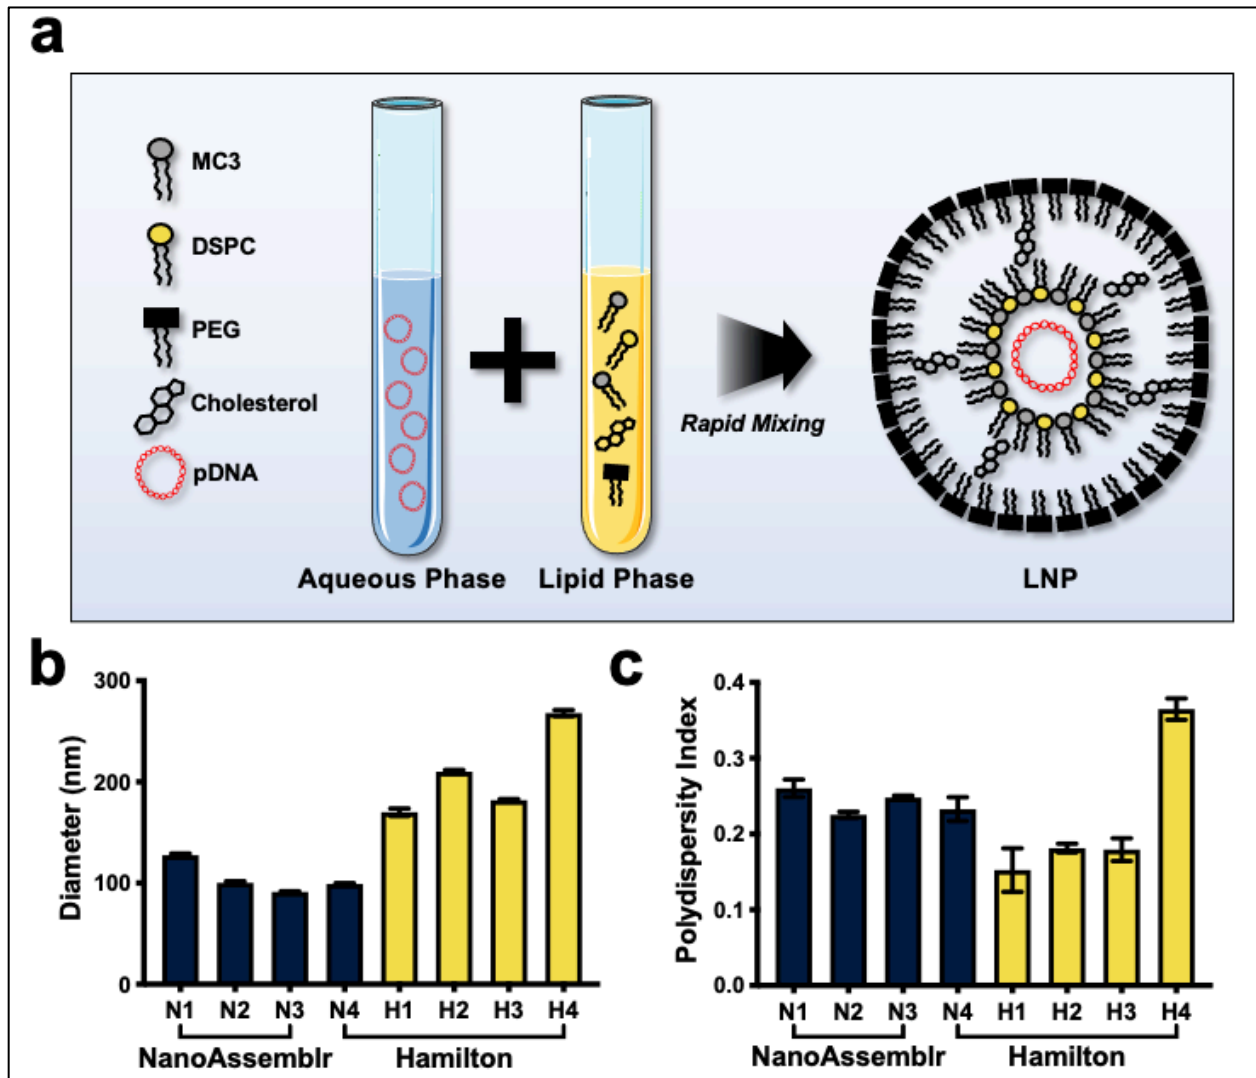 a
MC3
DSPC
PEG
Cholesterol
pDNA
Rapid Mixing
Aqueous Phase
Lipid Phase
LNP
b
Diameter (nm)
300
200
100
0
N1 N2 N3 N4 H1 H2 H3 H4
NanoAssemblr Hamilton
c
Polydispersity Index
0.4
0.3
0.2
0.1
0.0
N1 N2 N3 N4 H1 H2 H3 H4
NanoAssemblr Hamilton